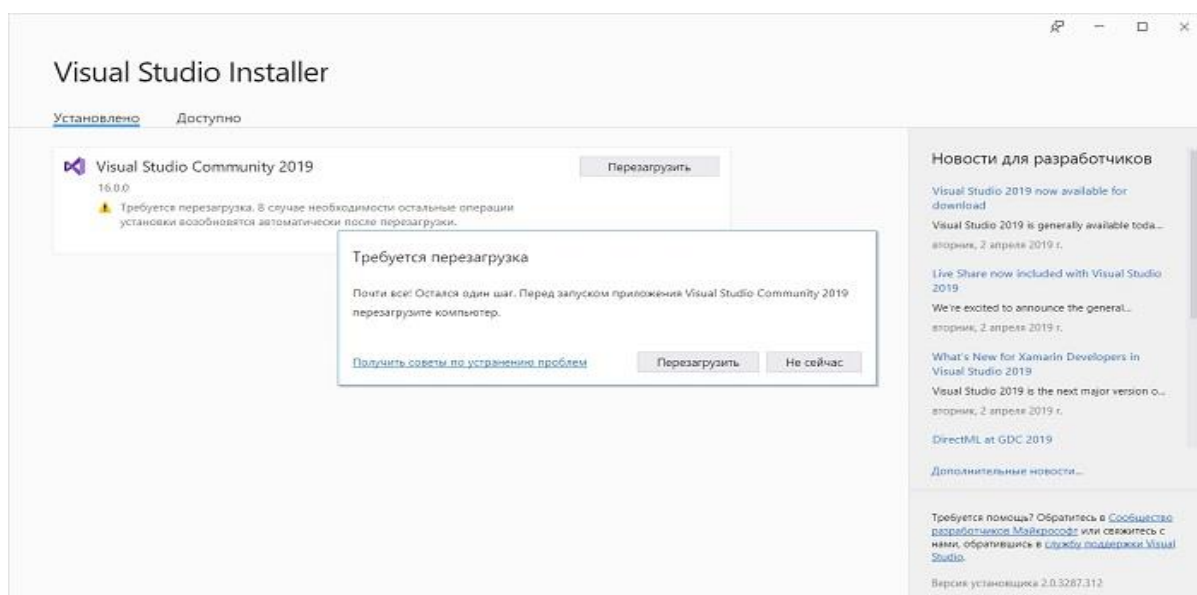 Visual Studio Installer
Установлено Доступно
Visual Studio Community 2019
Перезагрузить
16.0.0
Требуется перезагрузка. В случае необходимости остальные операции
установки возобновятся автоматически после перезагрузки.
Требуется перезагрузка
Почти все! Остался один шаг. Перед запуском приложения Visual Studio Community 2019
перезагрузите компьютер.
Получить советы по устранению проблем
Перезагрузить
Не сейчас
Новости для разработчиков
Visual Studio 2019 now available for
download
Visual Studio 2019 is generally available toda...
вторник, 2 апреля 2019 г.
Live Share now included with Visual Studio
2019
We're excited to announce the general...
вторник, 2 апреля 2019 г.
What's New for Xamarin Developers in
Visual Studio 2019
Visual Studio 2019 is the next major version o...
вторник, 2 апреля 2019 г.
DirectML at GDC 2019
Дополнительные новости...
Требуется помощь? Обратитесь в Сообщество
разработчиков Майкрософт или свяжитесь с
нами, обратившись в службу поддержки Visual
Studio.
Версия установщика 2.0.3287.312